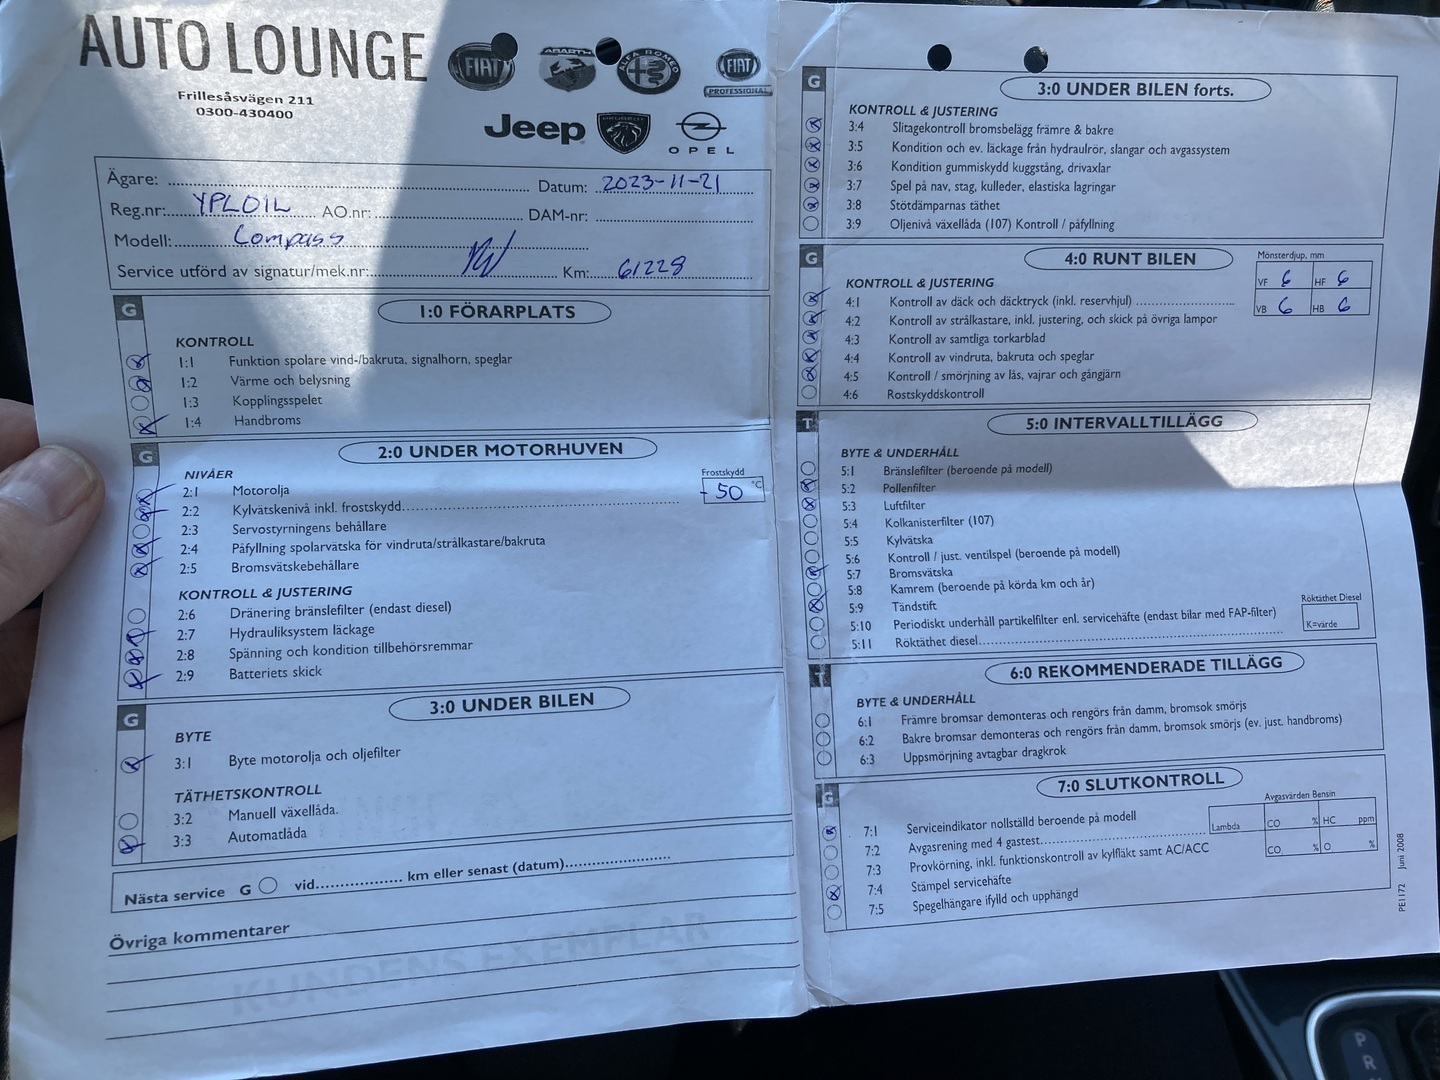 AUTO LOUNGE
Frillesåsvägen 211
0300-430400
FIAT
ABARTH
ALFA ROMEO
FIAT
PROFESSIONAL
Jeep
PEUGEOT
OPEL
Ägare: Datum: 2023-11-21
Reg.nr: YPL01L AO.nr: DAM-nr:
Modell: Compass
Service utförd av signatur/mek.nr: Km: 61228
G
1:0 FÖRARPLATS
KONTROLL
1:1 Funktion spolare vind-/bakruta, signalhorn, speglar
1:2 Värme och belysning
1:3 Kopplingsspelet
1:4 Handbroms
G
2:0 UNDER MOTORHUVEN
NIVÅER
Frostskydd
-50 °C
2:1 Motorolja
2:2 Kylvätskenivå inkl. frostskydd
2:3 Servostyrningens behållare
2:4 Påfyllning spolarvätska för vindruta/strålkastare/bakruta
2:5 Bromsvätskebehållare
KONTROLL & JUSTERING
2:6 Dränering bränslefilter (endast diesel)
2:7 Hydrauliksystem läckage
2:8 Spänning och kondition tillbehörsremmar
2:9 Batteriets skick
G
3:0 UNDER BILEN
BYTE
3:1 Byte motorolja och oljefilter
TÄTHETSKONTROLL
3:2 Manuell växellåda.
3:3 Automatlåda
Nästa service G vid km eller senast (datum)
Övriga kommentarer
KUNDENS EXEMPLAR
G
3:0 UNDER BILEN forts.
KONTROLL & JUSTERING
3:4 Slitagekontroll bromsbelägg främre & bakre
3:5 Kondition och ev. läckage från hydraulrör, slangar och avgassystem
3:6 Kondition gummiskydd kuggstång, drivaxlar
3:7 Spel på nav, stag, kulleder, elastiska lagringar
3:8 Stötdämparnas täthet
3:9 Oljenivå växellåda (107) Kontroll / påfyllning
G
4:0 RUNT BILEN
Mönsterdjup, mm
VF 6 HF 6
VB 6 HB 6
KONTROLL & JUSTERING
4:1 Kontroll av däck och däcktryck (inkl. reservhjul)
4:2 Kontroll av strålkastare, inkl. justering, och skick på övriga lampor
4:3 Kontroll av samtliga torkarblad
4:4 Kontroll av vindruta, bakruta och speglar
4:5 Kontroll / smörjning av lås, vajrar och gångjärn
4:6 Rostskyddskontroll
T
5:0 INTERVALLTILLÄGG
BYTE & UNDERHÅLL
5:1 Bränslefilter (beroende på modell)
5:2 Pollenfilter
5:3 Luftfilter
5:4 Kolkanisterfilter (107)
5:5 Kylvätska
5:6 Kontroll / just. ventilspel (beroende på modell)
5:7 Bromsvätska
5:8 Kamrem (beroende på körda km och år)
5:9 Tändstift
5:10 Periodiskt underhåll partikelfilter enl. servicehäfte (endast bilar med FAP-filter)
5:11 Röktäthet diesel
Röktäthet Diesel
K=värde
T
6:0 REKOMMENDERADE TILLÄGG
BYTE & UNDERHÅLL
6:1 Främre bromsar demonteras och rengörs från damm, bromsok smörjs
6:2 Bakre bromsar demonteras och rengörs från damm, bromsok smörjs (ev. just. handbroms)
6:3 Uppsmörjning avtagbar dragkrok
G
7:0 SLUTKONTROLL
Avgasvärden Bensin
Lambda CO % HC ppm
CO % O %
7:1 Serviceindikator nollställd beroende på modell
7:2 Avgasrening med 4 gastest
7:3 Provkörning, inkl. funktionskontroll av kylfläkt samt AC/ACC
7:4 Stämpel servicehäfte
7:5 Spegelhängare ifylld och upphängd
PE1172 Juni 2008
P
R